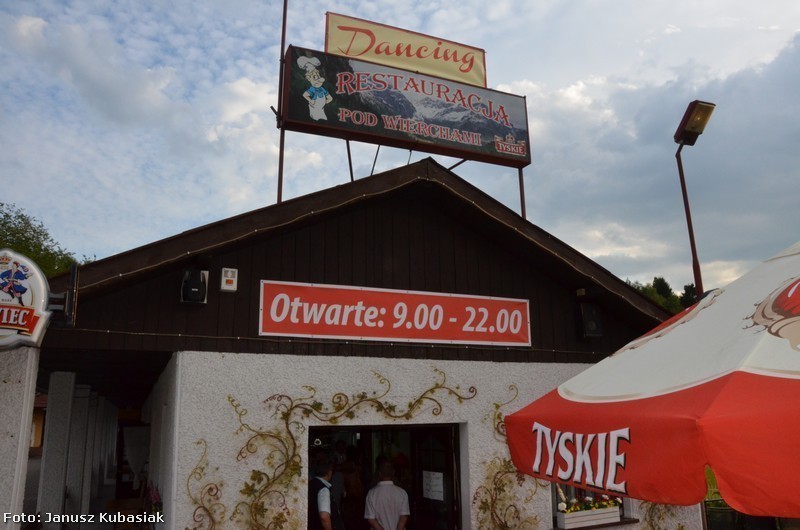 Dancing
RESTAURACJA
POD WIERCHAMI
TYSKIE
Otwarte: 9.00 - 22.00
TYSKIE
Foto: Janusz Kubasiak